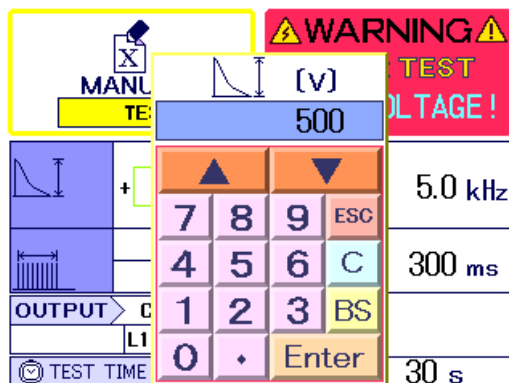 WARNING
X
MANU
TEST
(V)
TES
OLTAGE!
500
5.0 kHz
+
7 8 9 ESC
4 5 6 C
300 ms
1 2 3 BS
OUTPUT C
L1
0 . Enter
TEST TIME
30 s